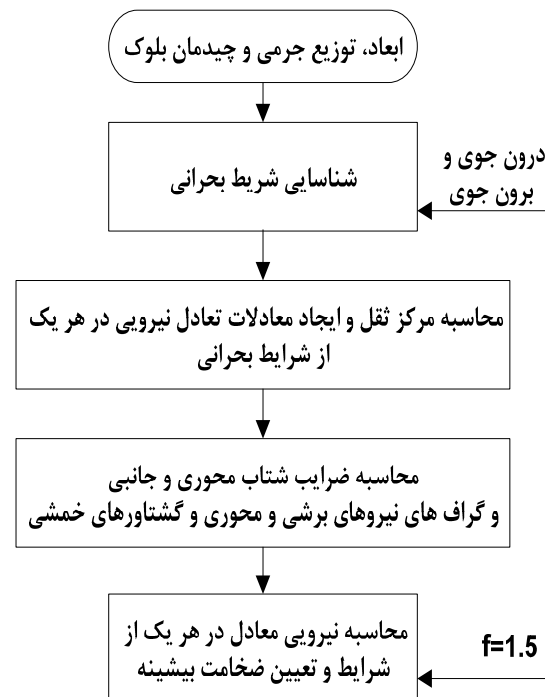 ابعاد، توزیع جرمی و چیدمان بلوک
شناسایی شریط بحرانی
درون جوی و
برون جوی
محاسبه مرکز ثقل و ایجاد معادلات تعادل نیرویی در هر یک
از شرایط بحرانی
محاسبه ضرایب شتاب محوری و جانبی
و گراف های نیروهای برشی و محوری و گشتاورهای خمشی
محاسبه نیرویی معادل در هر یک از
شرایط و تعیین ضخامت بیشینه
f=1.5